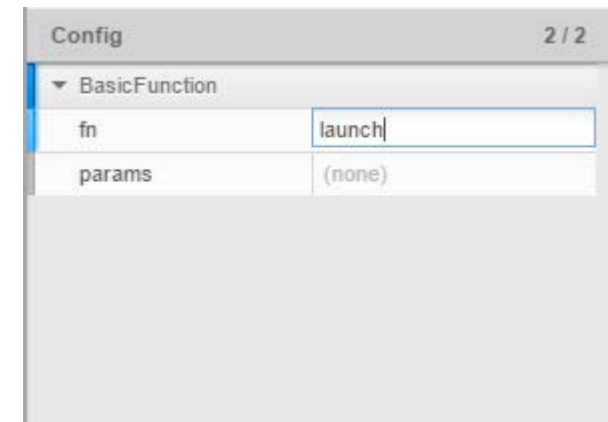 Config 2 / 2
BasicFunction
fn launch
params (none)